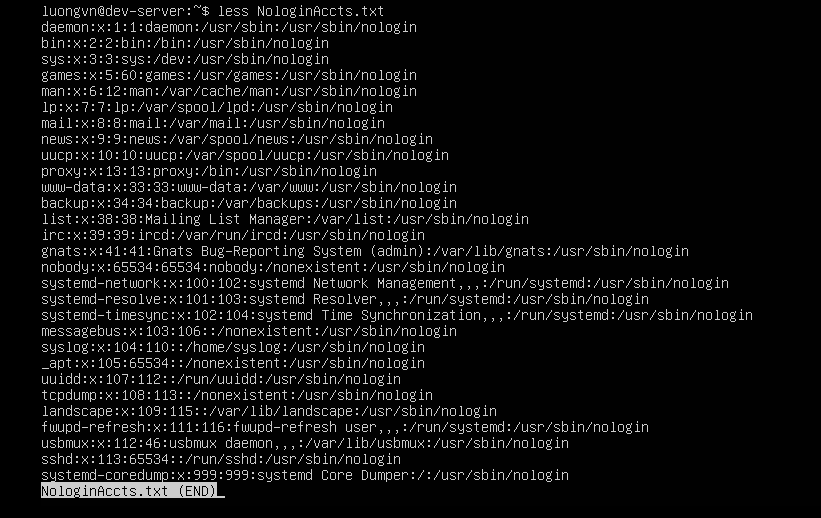 luongvn@dev-server:~$ less NologinAccts.txt
daemon:x:1:1:daemon:/usr/sbin:/usr/sbin/nologin
bin:x:2:2:bin:/bin:/usr/sbin/nologin
sys:x:3:3:sys:/dev:/usr/sbin/nologin
games:x:5:60:games:/usr/games:/usr/sbin/nologin
man:x:6:12:man:/var/cache/man:/usr/sbin/nologin
lp:x:7:7:lp:/var/spool/lpd:/usr/sbin/nologin
mail:x:8:8:mail:/var/mail:/usr/sbin/nologin
news:x:9:9:news:/var/spool/news:/usr/sbin/nologin
uucp:x:10:10:uucp:/var/spool/uucp:/usr/sbin/nologin
proxy:x:13:13:proxy:/bin:/usr/sbin/nologin
www-data:x:33:33:www-data:/var/www:/usr/sbin/nologin
backup:x:34:34:backup:/var/backups:/usr/sbin/nologin
list:x:38:38:Mailing List Manager:/var/list:/usr/sbin/nologin
irc:x:39:39:ircd:/var/run/ircd:/usr/sbin/nologin
gnats:x:41:41:Gnats Bug-Reporting System (admin):/var/lib/gnats:/usr/sbin/nologin
nobody:x:65534:65534:nobody:/nonexistent:/usr/sbin/nologin
systemd-network:x:100:102:systemd Network Management,,,:/run/systemd:/usr/sbin/nologin
systemd-resolve:x:101:103:systemd Resolver,,,:/run/systemd:/usr/sbin/nologin
systemd-timesync:x:102:104:systemd Time Synchronization,,,:/run/systemd:/usr/sbin/nologin
messagebus:x:103:106::/nonexistent:/usr/sbin/nologin
syslog:x:104:110::/home/syslog:/usr/sbin/nologin
_apt:x:105:65534::/nonexistent:/usr/sbin/nologin
uuidd:x:107:112::/run/uuidd:/usr/sbin/nologin
tcpdump:x:108:113::/nonexistent:/usr/sbin/nologin
landscape:x:109:115::/var/lib/landscape:/usr/sbin/nologin
fwupd-refresh:x:111:116:fwupd-refresh user,,,:/run/systemd:/usr/sbin/nologin
usbmux:x:112:46:usbmux daemon,,,:/var/lib/usbmux:/usr/sbin/nologin
sshd:x:113:65534::/run/sshd:/usr/sbin/nologin
systemd-coredump:x:999:999:systemd Core Dumper:/:/usr/sbin/nologin
NologinAccts.txt (END)